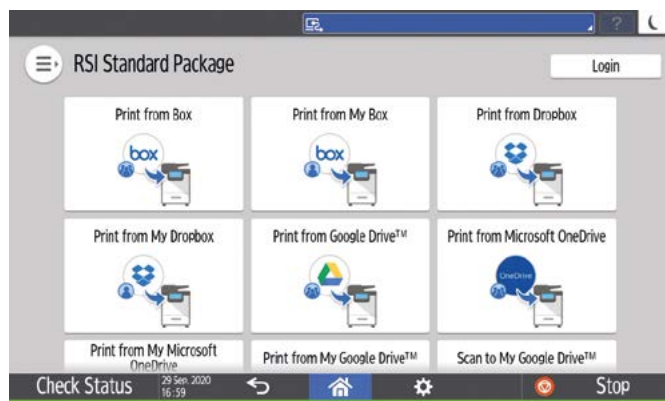 ?
RSI Standard Package
Login
Print from Box
Print from My Box
Print from Dropbox
box
box
Print from My Dropbox
Print from Google Drive™
Print from Microsoft OneDrive
OneDrive
Print from My Microsoft
OneDrive
Print from My Google Drive™
Scan to My Google Drive™
Check Status
29 Sep. 2020
16:59
Stop